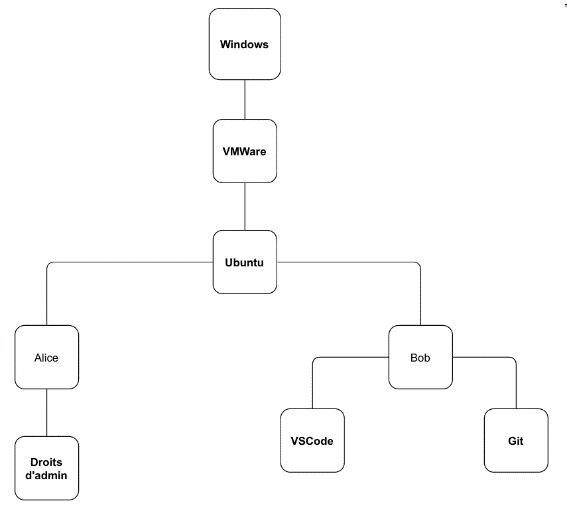 Windows
VMWare
Ubuntu
Alice
Bob
VSCode
Git
Droits
d'admin